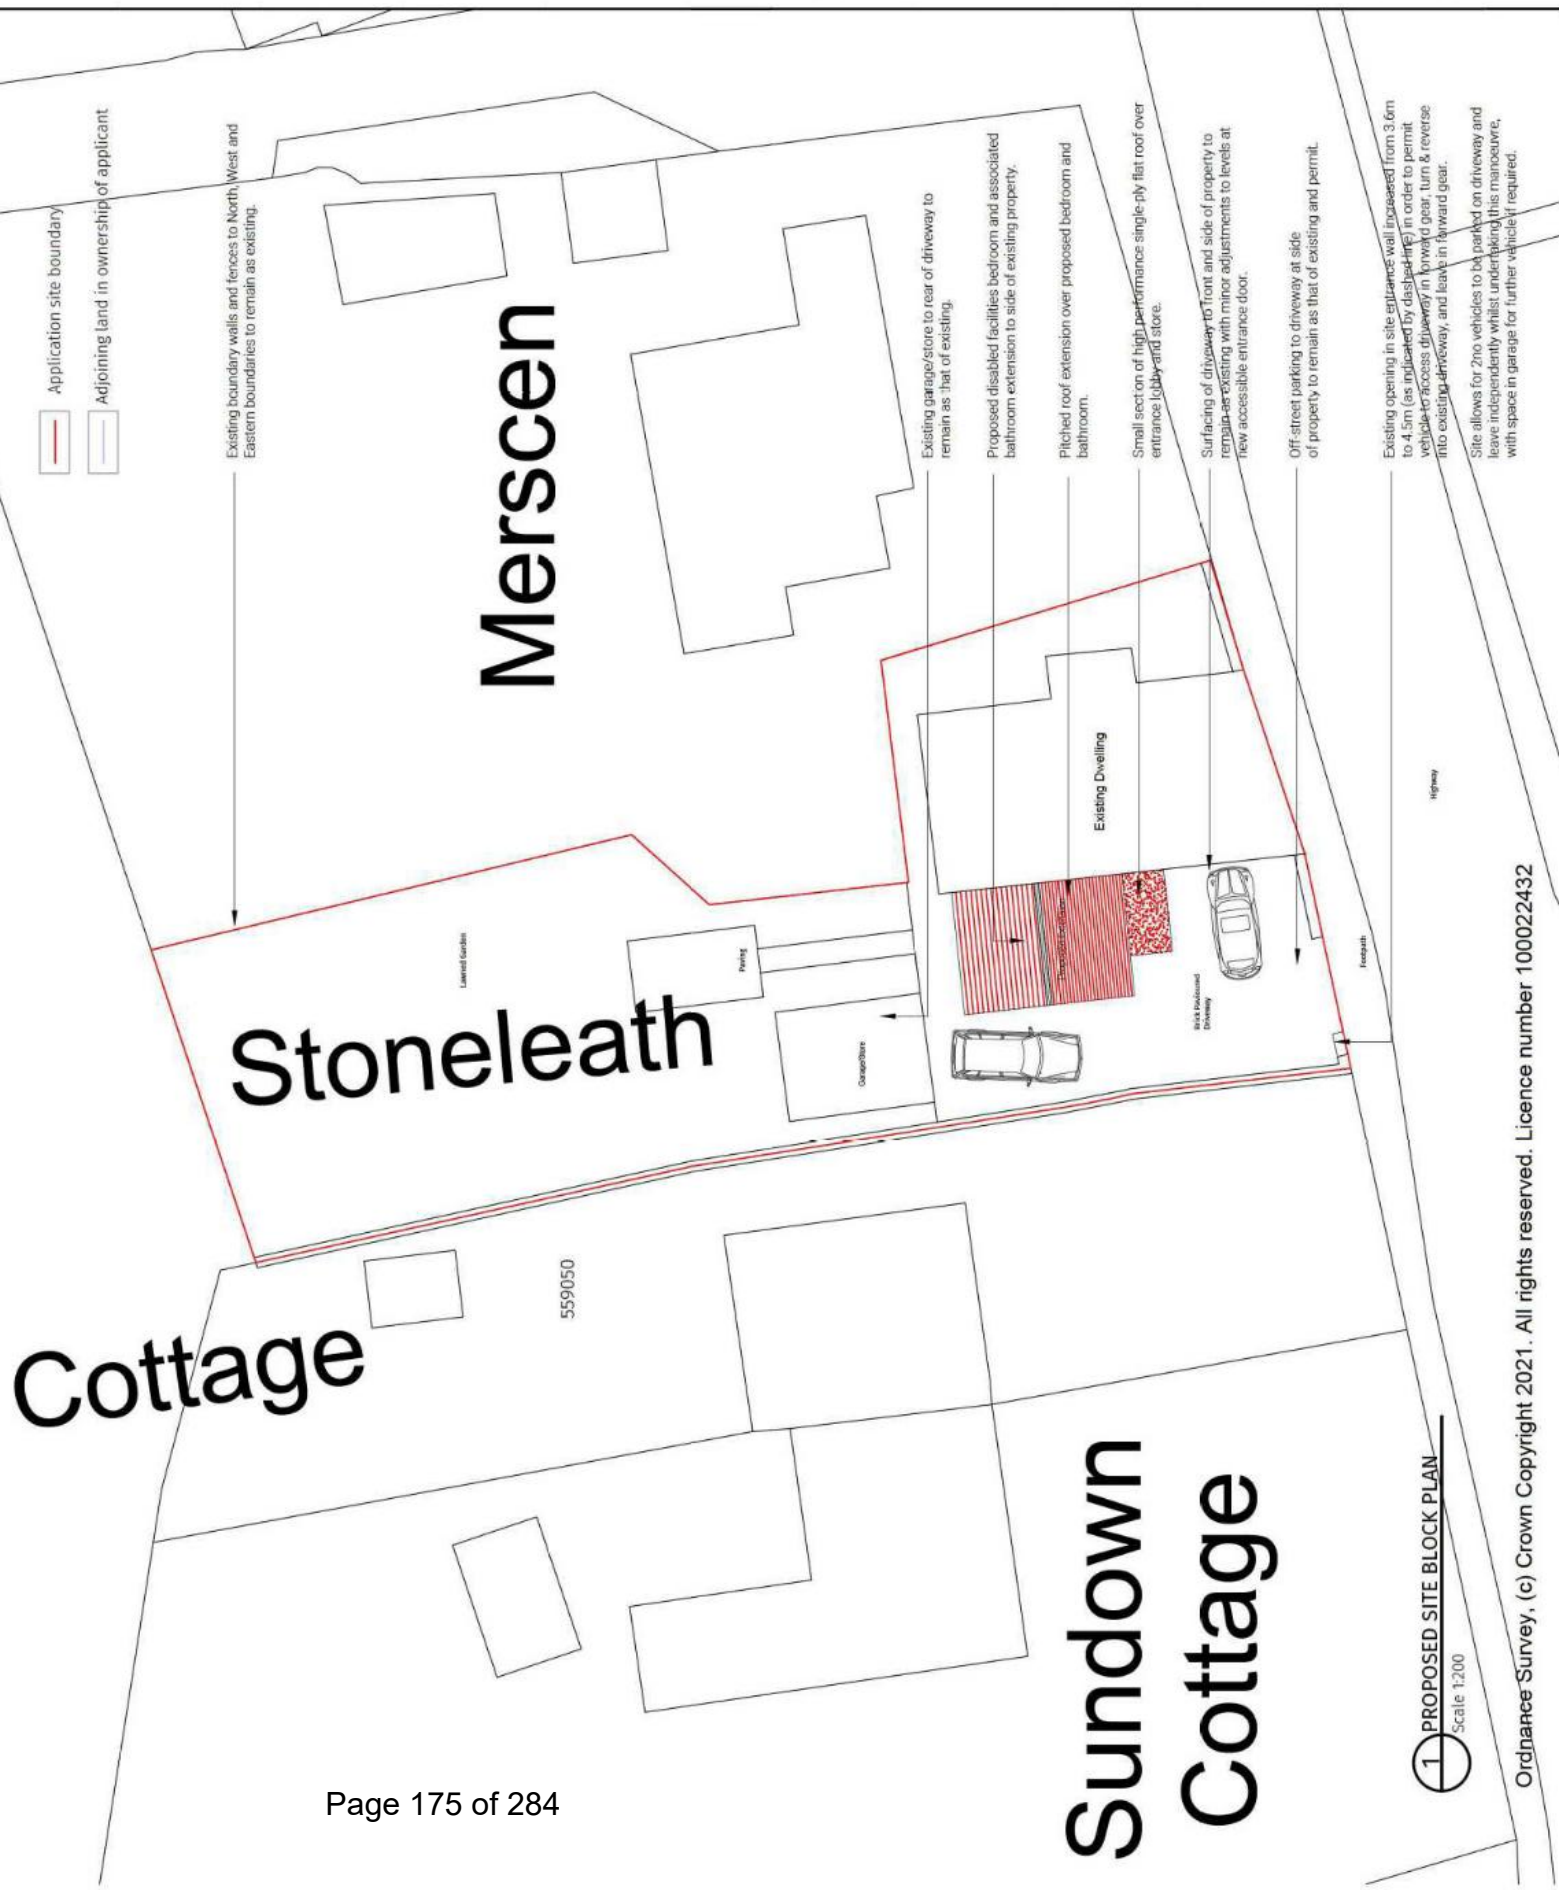 Application site boundary
Adjoining land in ownership of applicant
Existing boundary walls and fences to North, West and
Eastern boundaries to remain as existing.
Merscen
Existing garage/store to rear of driveway to
remain as that of existing.
Proposed disabled facilities bedroom and associated
bathroom extension to side of existing property.
Pitched roof extension over proposed bedroom and
bathroom.
Small section of high performance single-ply flat roof over
entrance lobby and store.
Surfacing of driveway to front and side of property to
remain as existing with minor adjustments to levels at
new accessible entrance door.
Off-street parking to driveway at side
of property to remain as that of existing and permit.
Existing opening in site entrance wall increased from 3.6m
to 4.5m (as indicated by dashed line) in order to permit
vehicle to access driveway in forward gear, turn & reverse
into existing driveway, and leave in forward gear.
Site allows for 2no vehicles to be parked on driveway and
leave independently whilst undertaking this manoeuvre,
with space in garage for further vehicle if required.
Lawned Garden
Stoneleath
Paving
Garage/Store
Existing Dwelling
Proposed
Brick Pavioured
Driveway
Footpath
Highway
Cottage
559050
Sundown
Cottage
1 PROPOSED SITE BLOCK PLAN
Scale 1:200
Ordnance Survey, (c) Crown Copyright 2021. All rights reserved. Licence number 100022432
Page 175 of 284